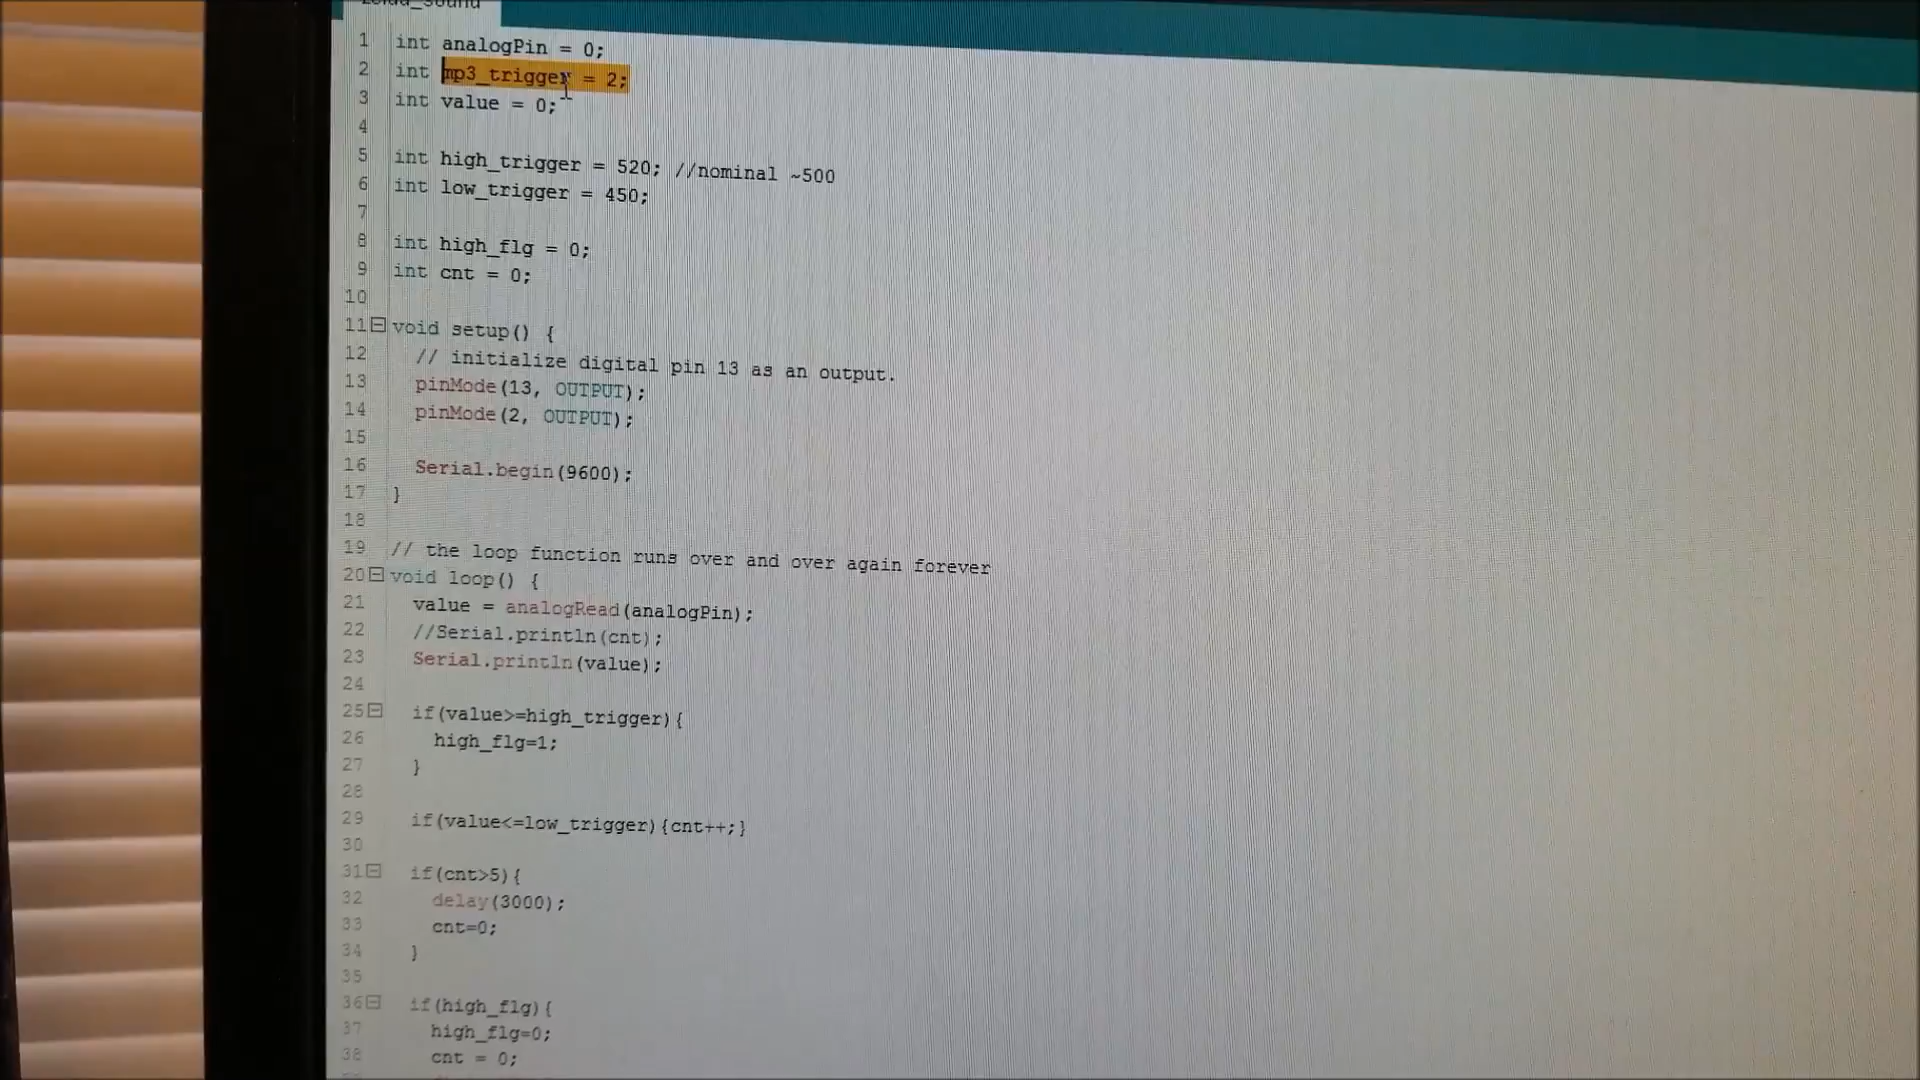 1 int analogPin = 0;
2 int mp3_trigger = 2;
3 int value = 0;
4
5 int high_trigger = 520; //nominal ~500
6 int low_trigger = 450;
7
8 int high_flg = 0;
9 int cnt = 0;
10
11 void setup() {
12 // initialize digital pin 13 as an output.
13 pinMode(13, OUTPUT);
14 pinMode(2, OUTPUT);
15
16 Serial.begin(9600);
17 }
18
19 // the loop function runs over and over again forever
20 void loop() {
21 value = analogRead(analogPin);
22 //Serial.println(cnt);
23 Serial.println(value);
24
25 if(value>=high_trigger){
26 high_flg=1;
27 }
28
29 if(value<=low_trigger){cnt++;}
30
31 if(cnt>5){
32 delay(3000);
33 cnt=0;
34 }
35
36 if(high_flg){
37 high_flg=0;
38 cnt = 0;